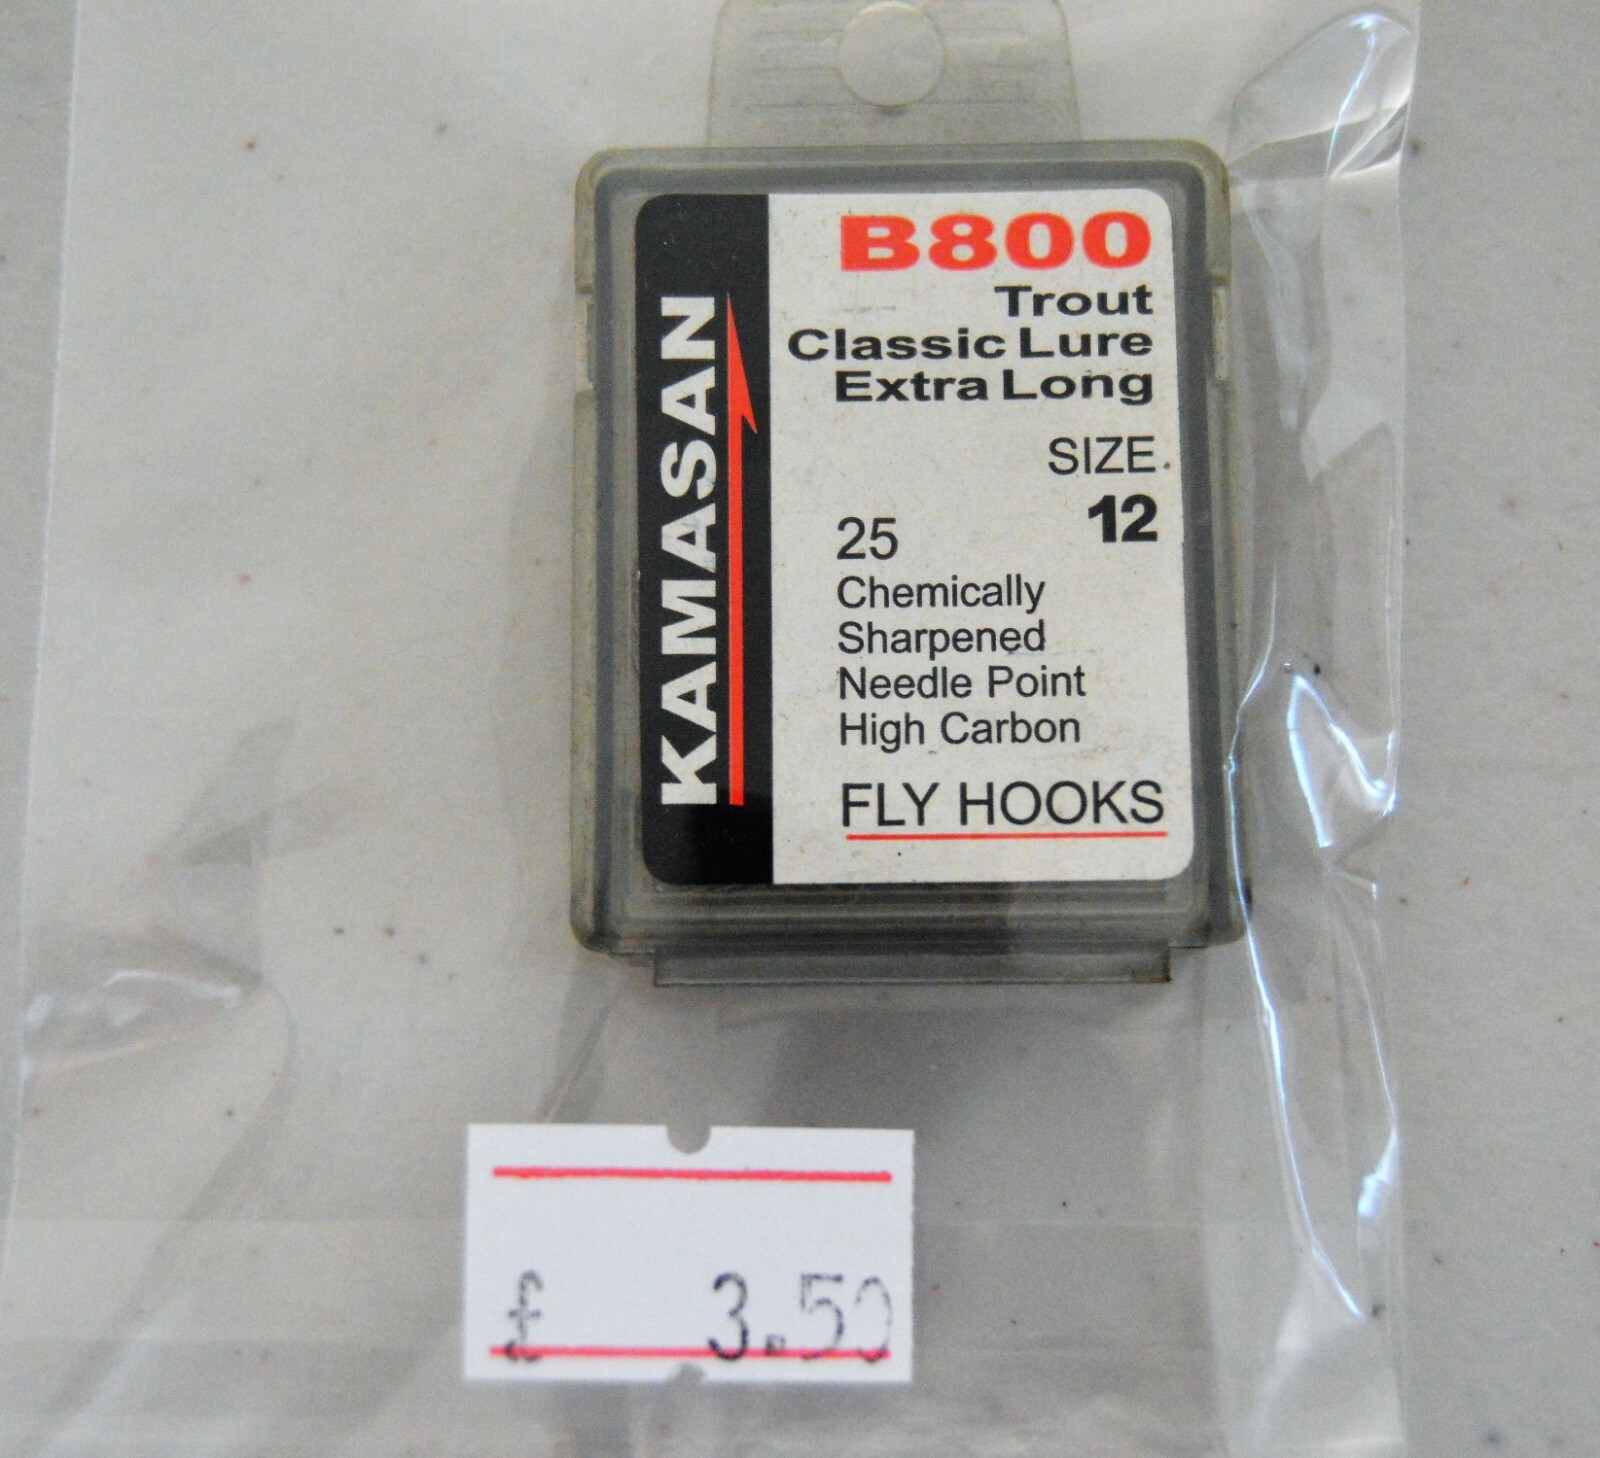 KAMASAN
B800
Trout
Classic Lure
Extra Long
SIZE
12
25
Chemically
Sharpened
Needle Point
High Carbon
FLY HOOKS
£ 3.50